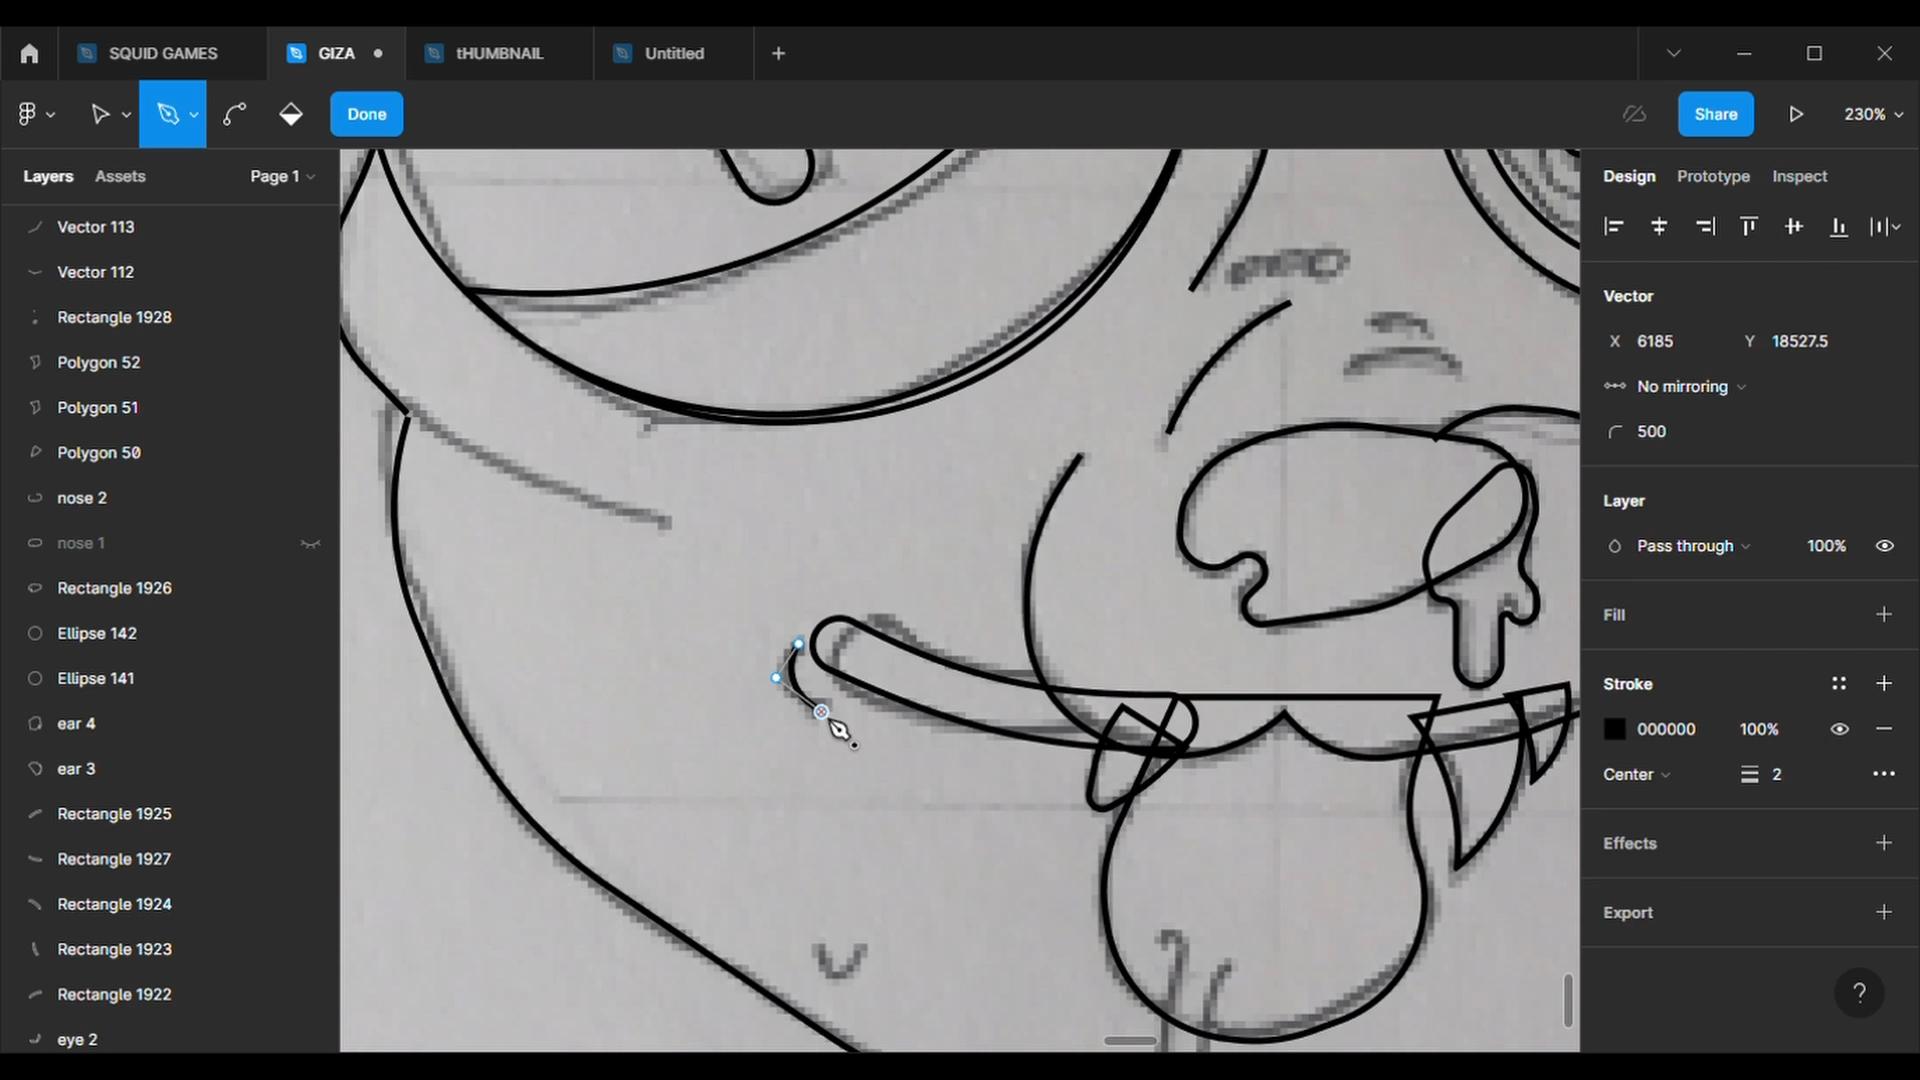 SQUID GAMES
GIZA
tHUMBNAIL
Untitled
Done
Share
230%
Layers
Assets
Page 1
Vector 113
Vector 112
Rectangle 1928
Polygon 52
Polygon 51
Polygon 50
nose 2
nose 1
Rectangle 1926
Ellipse 142
Ellipse 141
ear 4
ear 3
Rectangle 1925
Rectangle 1927
Rectangle 1924
Rectangle 1923
Rectangle 1922
eye 2
Design
Prototype
Inspect
Vector
X 6185
Y 18527.5
No mirroring
500
Layer
Pass through
100%
Fill
Stroke
000000
100%
Center
2
Effects
Export
?